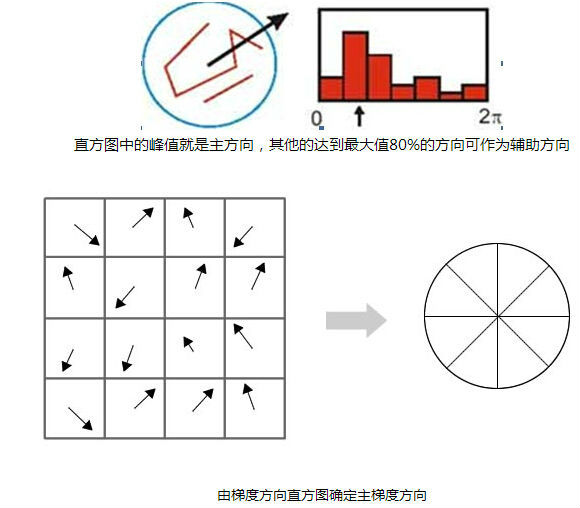 0
2π
直方图中的峰值就是主方向，其他的达到最大值80%的方向可作为辅助方向
由梯度方向直方图确定主梯度方向